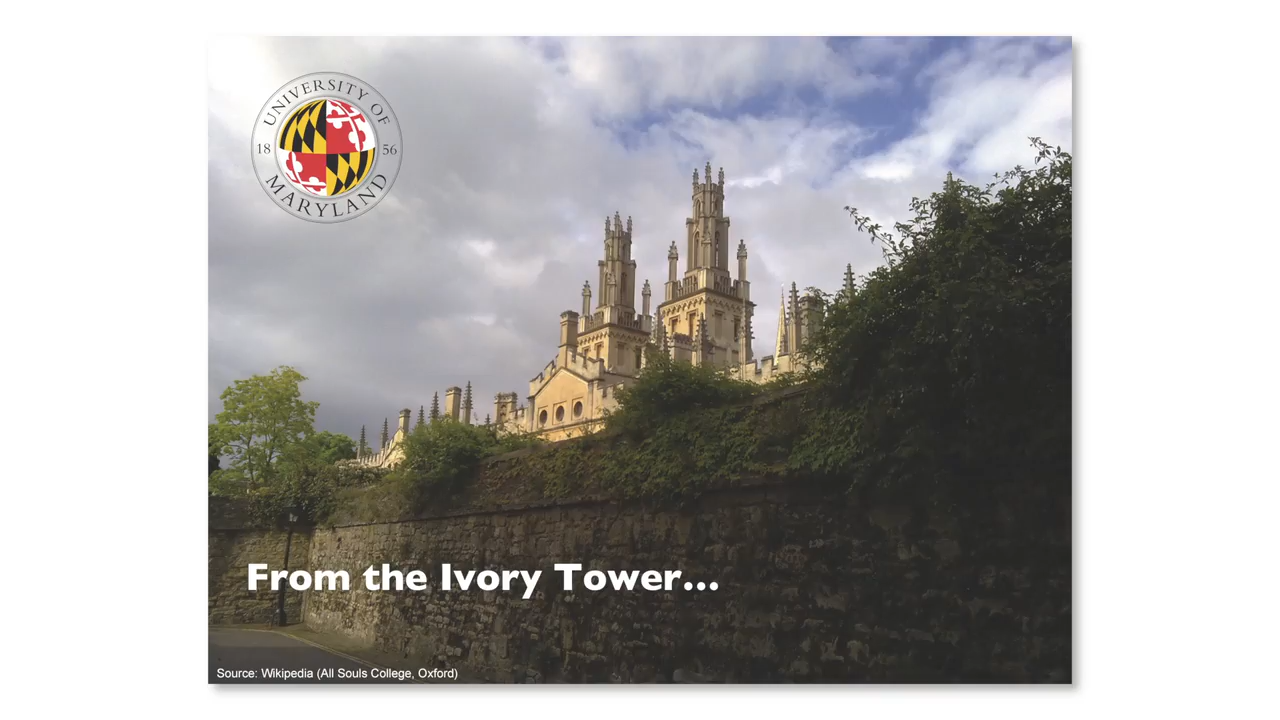 UNIVERSITY OF
18 56
MARYLAND
From the Ivory Tower...
Source: Wikipedia (All Souls College, Oxford)